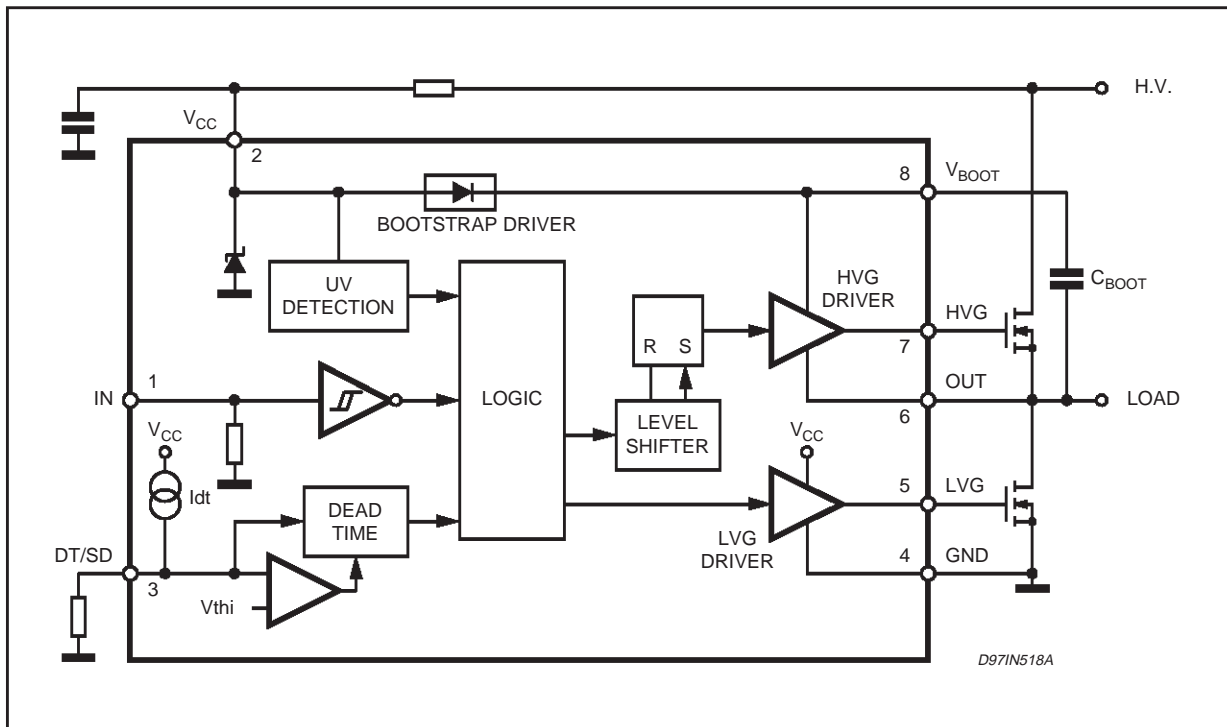 H.V.
VCC
2
8
VBOOT
BOOTSTRAP DRIVER
UV
DETECTION
HVG
DRIVER
CBOOT
HVG
7
R S
1
IN
LOGIC
OUT
6
LOAD
VCC
LEVEL
SHIFTER
VCC
Idt
5
LVG
DEAD
TIME
LVG
DRIVER
4
GND
DT/SD
3
Vthi
D97IN518A